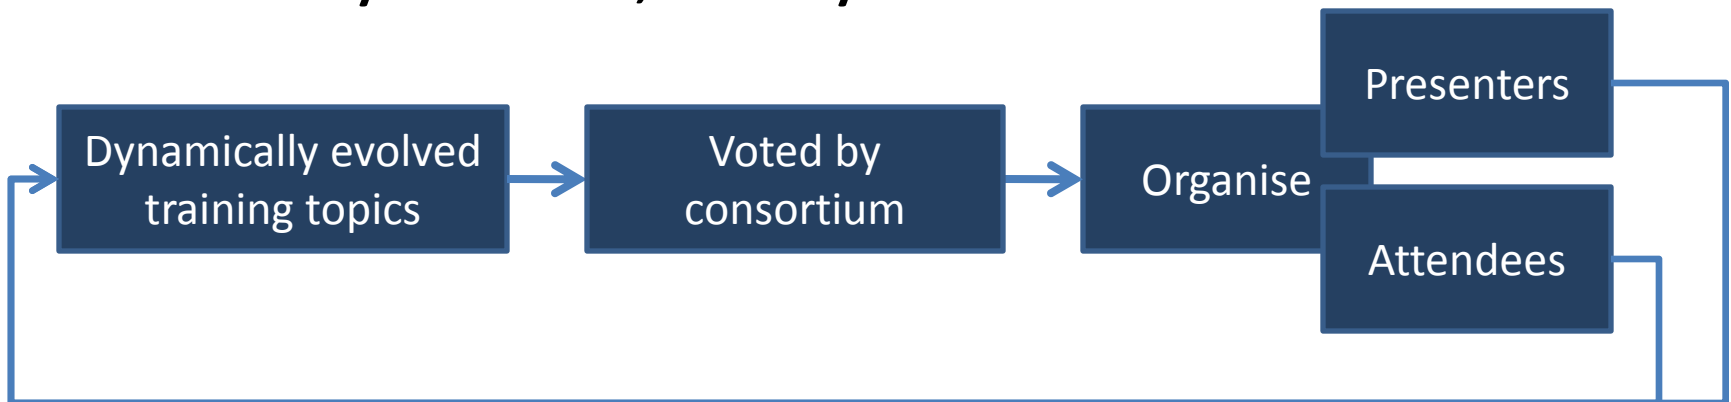 Dynamically evolved
training topics
Voted by
consortium
Organise
Presenters
Attendees